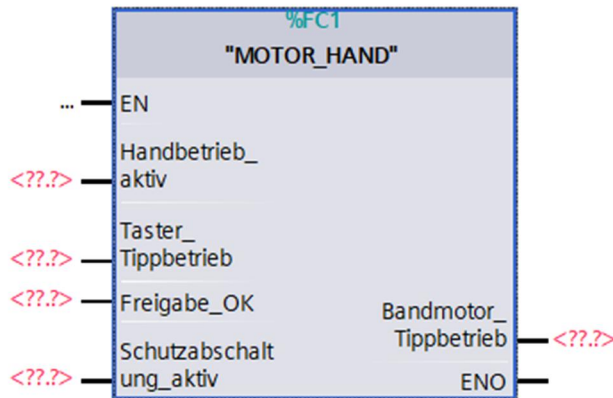 %FC1
"MOTOR_HAND"
... EN
Handbetrieb_
<??.?> aktiv
Taster_
<??.?> Tippbetrieb
<??.?> Freigabe_OK
Bandmotor_
Tippbetrieb <??.?>
Schutzabschalt
<??.?> ung_aktiv
ENO